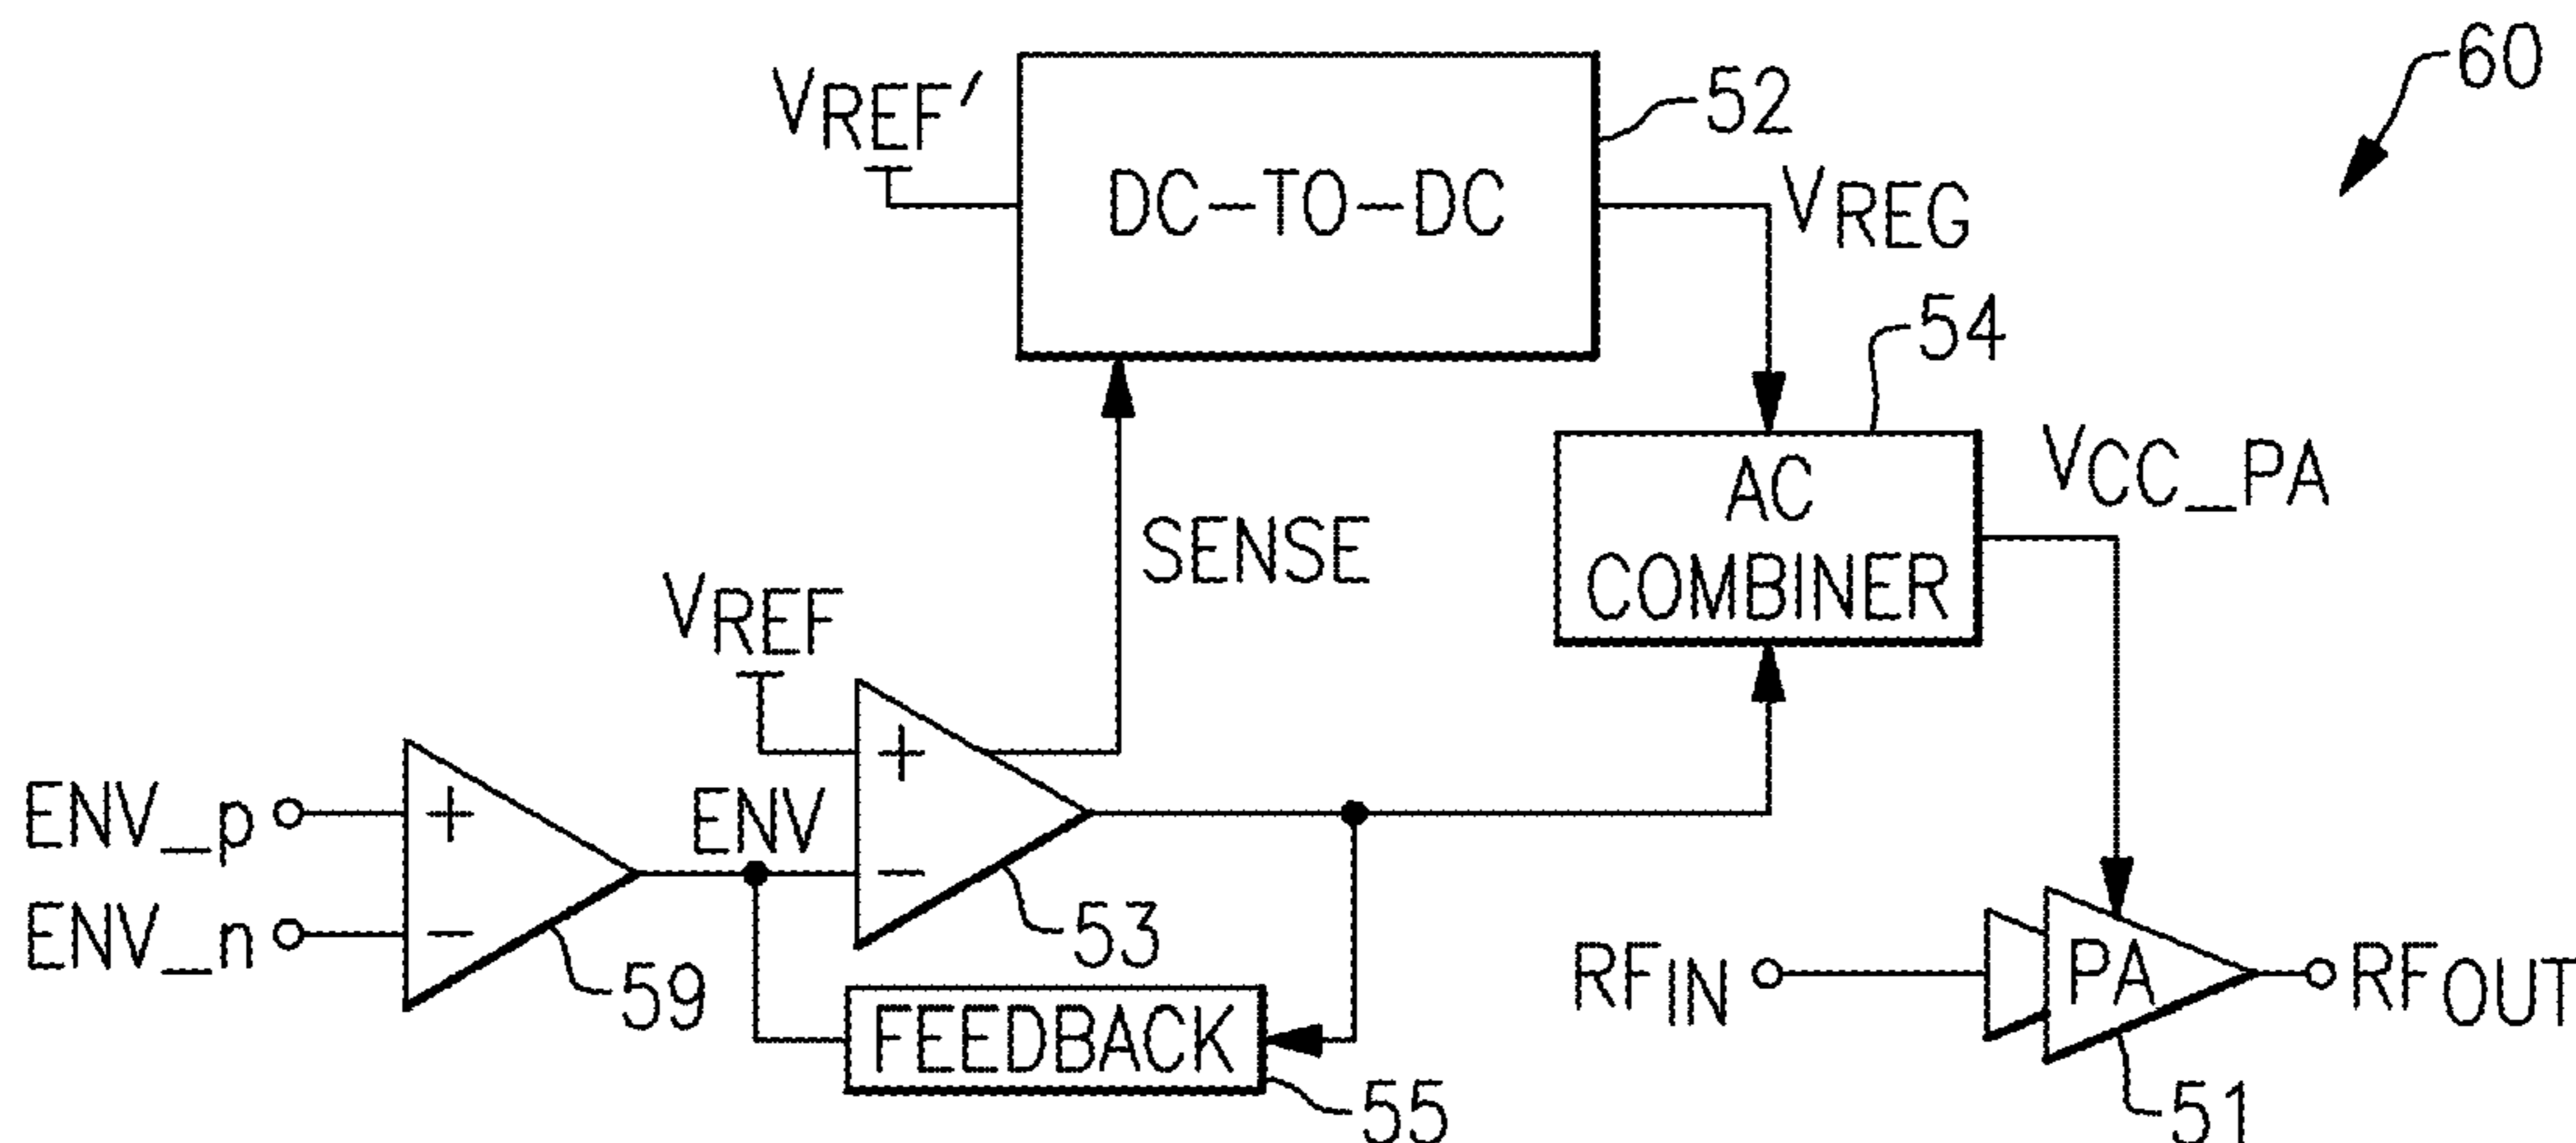 60
VREF'
52
DC-TO-DC
VREG
54
AC
COMBINER
VCC_PA
SENSE
VREF
ENV_p
+
ENV
+
-
ENV_n
-
59
53
FEEDBACK
55
RFIN
PA
RFOUT
51